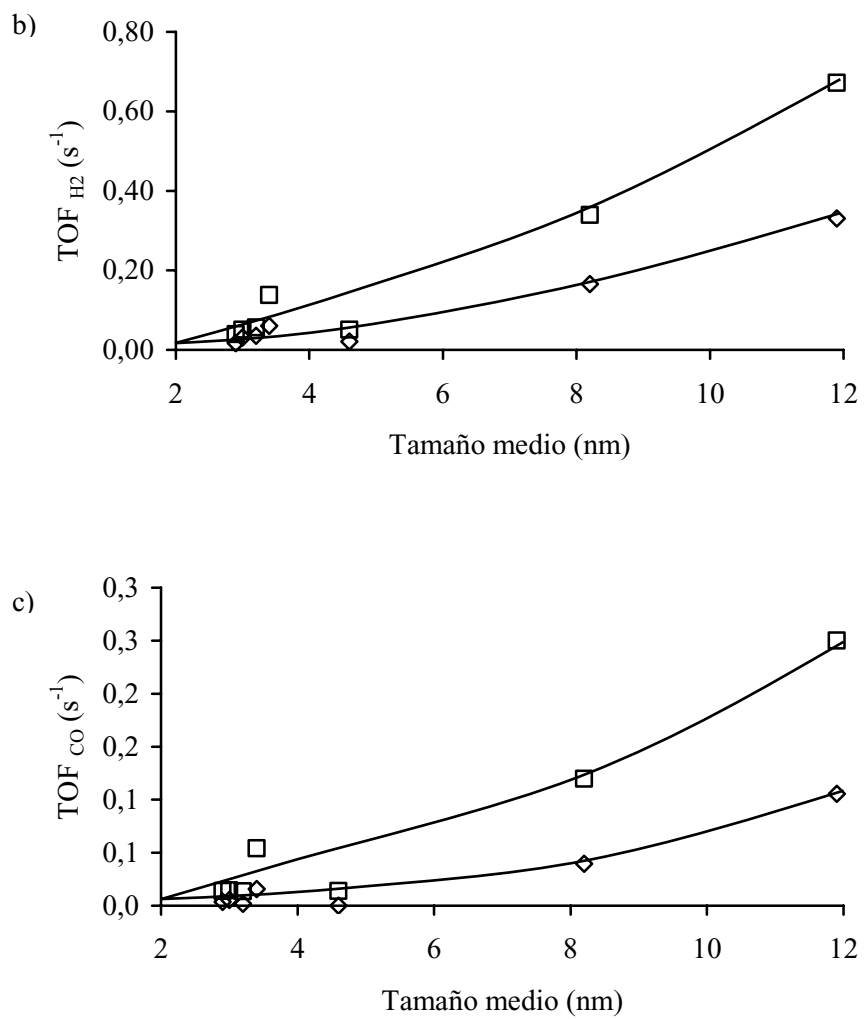 b)
0,80
0,60
0,40
0,20
0,00
TOF H2 (s-1)
2 4 6 8 10 12
Tamaño medio (nm)
c)
0,3
0,3
0,2
0,2
0,1
0,1
0,0
TOF CO (s-1)
2 4 6 8 10 12
Tamaño medio (nm)